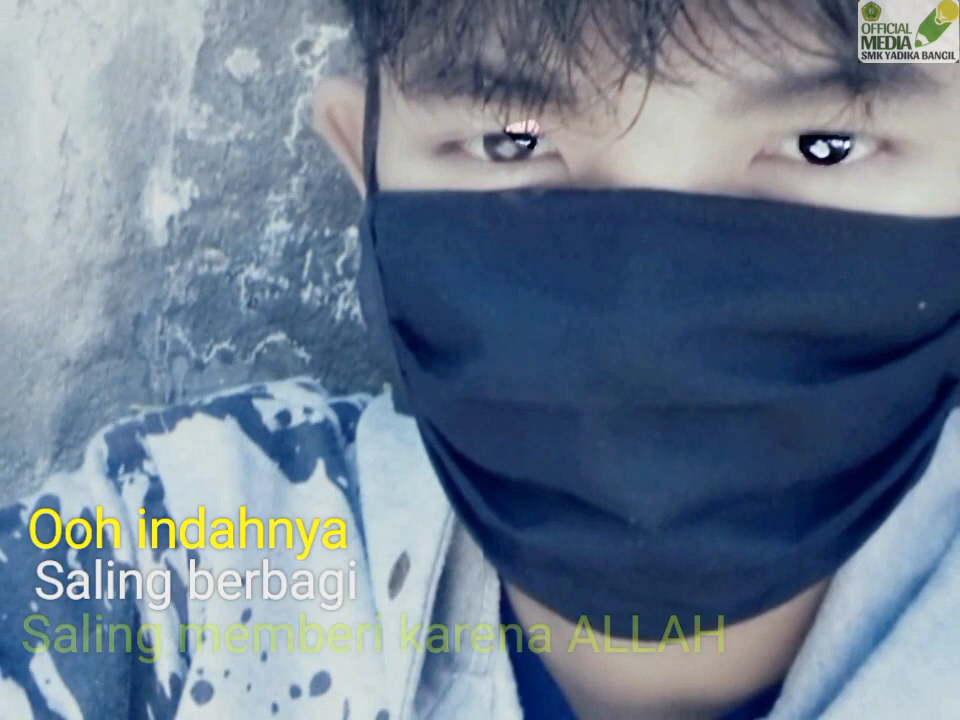 OFFICIAL
MEDIA
SMK YADIKA BANGIL
Ooh indahnya
Saling berbagi
Saling memberi karena ALLAH